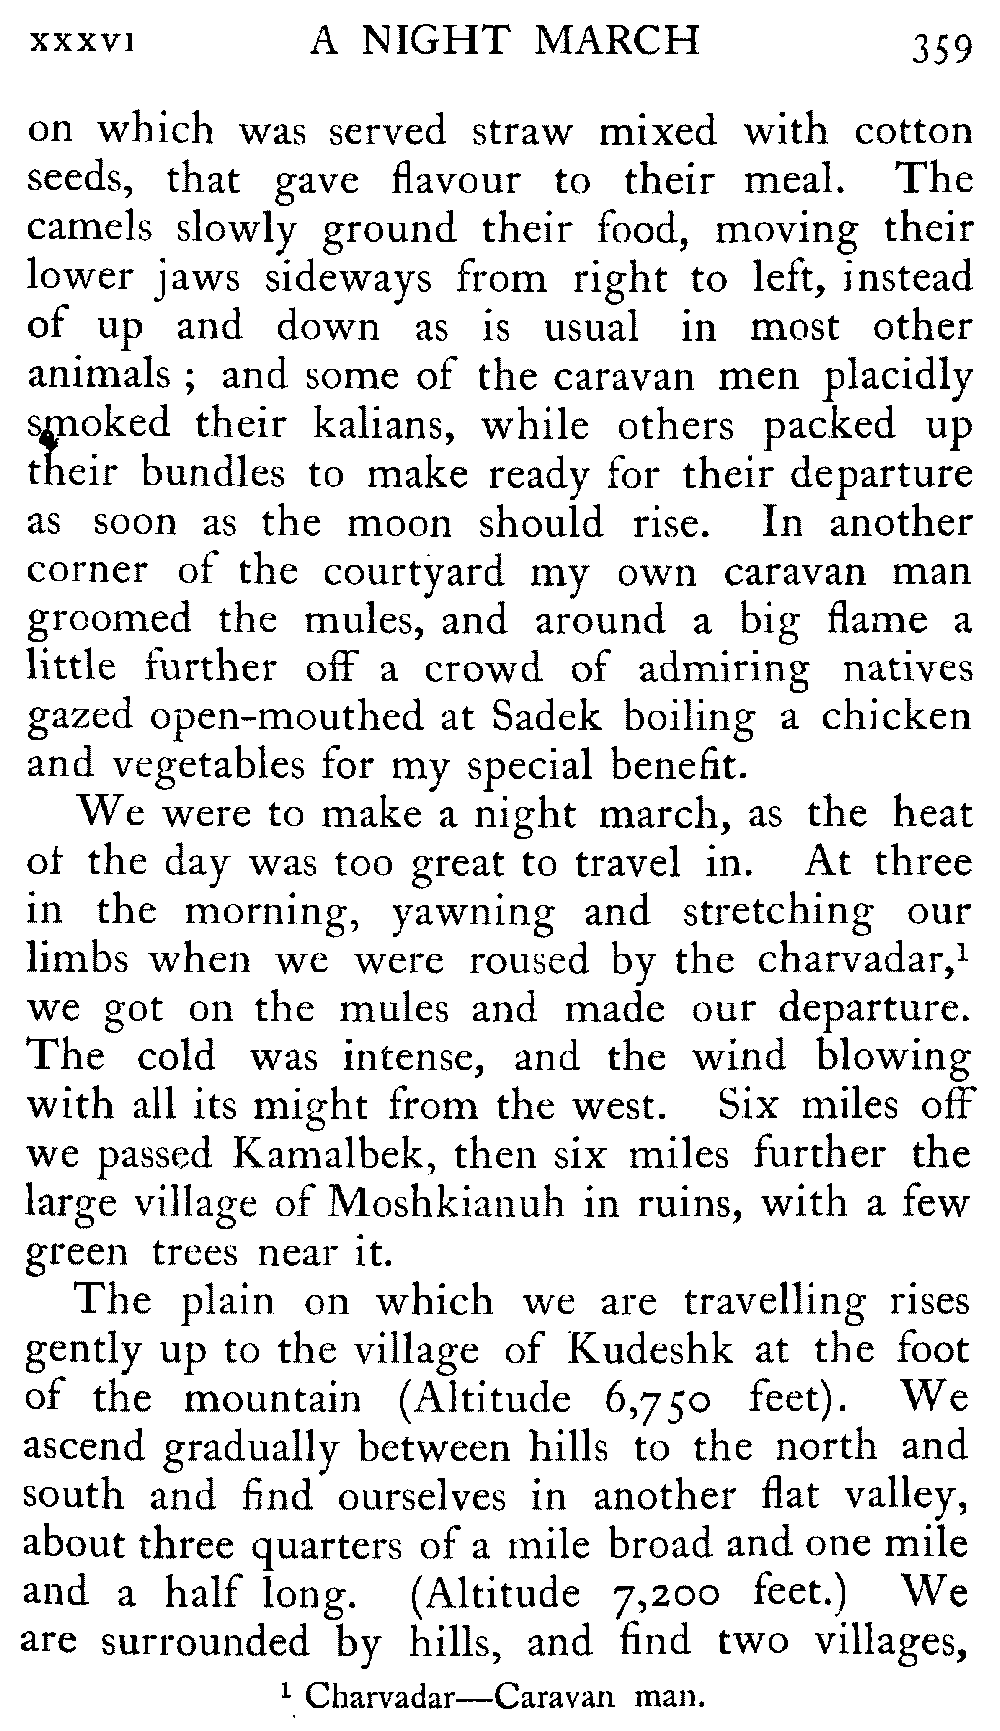 xxxvi A NIGHT MARCH 359
on which was served straw mixed with cotton
seeds, that gave flavour to their meal. The
camels slowly ground their food, moving their
lower jaws sideways from right to left, instead
of up and down as is usual in most other
animals ; and some of the caravan men placidly
smoked their kalians, while others packed up
their bundles to make ready for their departure
as soon as the moon should rise. In another
corner of the courtyard my own caravan man
groomed the mules, and around a big flame a
little further off a crowd of admiring natives
gazed open-mouthed at Sadek boiling a chicken
and vegetables for my special benefit.
We were to make a night march, as the heat
of the day was too great to travel in. At three
in the morning, yawning and stretching our
limbs when we were roused by the charvadar,¹
we got on the mules and made our departure.
The cold was intense, and the wind blowing
with all its might from the west. Six miles off
we passed Kamalbek, then six miles further the
large village of Moshkianuh in ruins, with a few
green trees near it.
The plain on which we are travelling rises
gently up to the village of Kudeshk at the foot
of the mountain (Altitude 6,750 feet). We
ascend gradually between hills to the north and
south and find ourselves in another flat valley,
about three quarters of a mile broad and one mile
and a half long. (Altitude 7,200 feet.) We
are surrounded by hills, and find two villages,
¹ Charvadar—Caravan man.